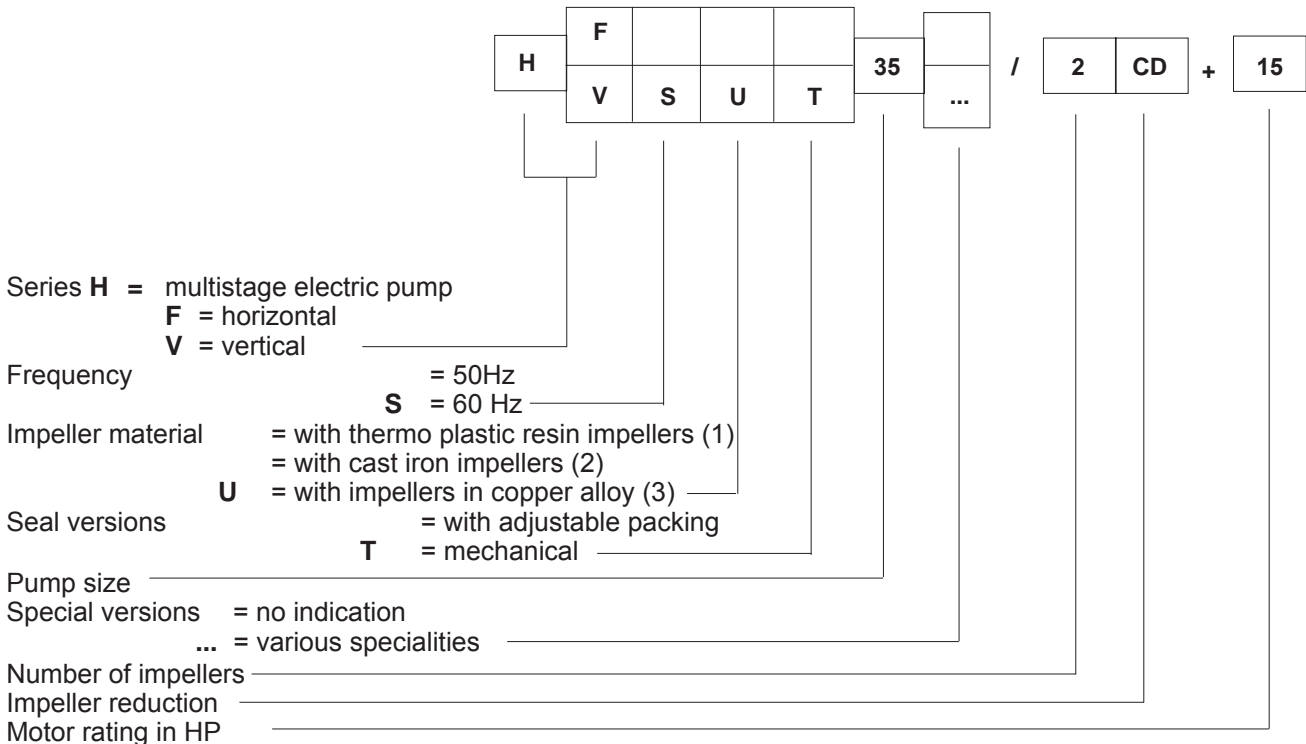 F
H 35 / 2 CD + 15
V S U T ...
Series H = multistage electric pump
F = horizontal
V = vertical
Frequency = 50Hz
S = 60 Hz
Impeller material = with thermo plastic resin impellers (1)
= with cast iron impellers (2)
U = with impellers in copper alloy (3)
Seal versions = with adjustable packing
T = mechanical
Pump size
Special versions = no indication
... = various specialities
Number of impellers
Impeller reduction
Motor rating in HP